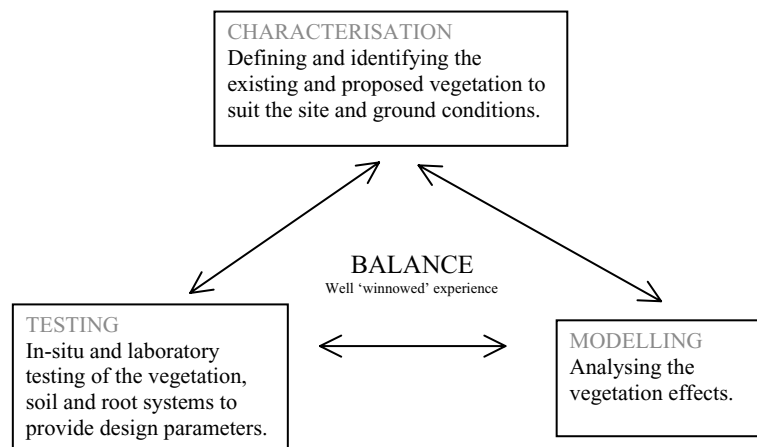 CHARACTERISATION
Defining and identifying the
existing and proposed vegetation to
suit the site and ground conditions.
BALANCE
Well ‘winnowed’ experience
TESTING
In-situ and laboratory
testing of the vegetation,
soil and root systems to
provide design parameters.
MODELLING
Analysing the
vegetation effects.